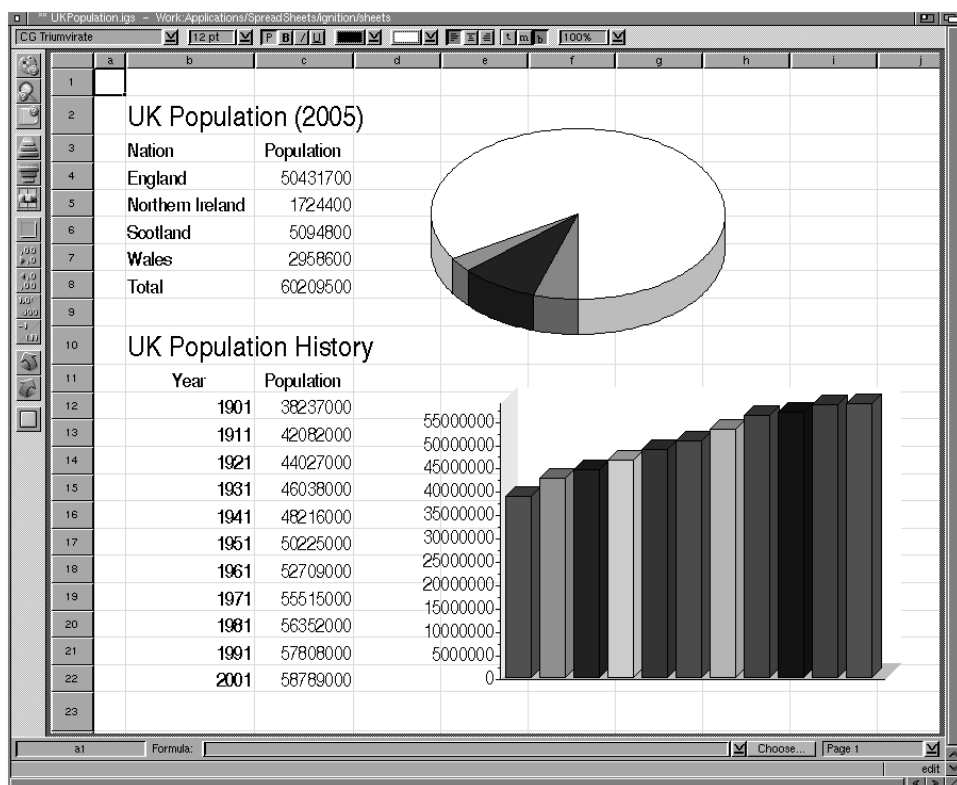 ** UKPopulation.igs – Work:Applications/SpreadSheets/ignition/sheets
CG Triumvirate 12 pt P B / U t m b 100%
a b c d e f g h i j
1
2 UK Population (2005)
3 Nation Population
4 England 50431700
5 Northern Ireland 1724400
6 Scotland 5094800
7 Wales 2958600
8 Total 60209500
9
10 UK Population History
11 Year Population
12 1901 38237000
13 1911 42082000
14 1921 44027000
15 1931 46038000
16 1941 48216000
17 1951 50225000
18 1961 52709000
19 1971 55515000
20 1981 56352000
21 1991 57808000
22 2001 58789000
23
55000000
50000000
45000000
40000000
35000000
30000000
25000000
20000000
15000000
10000000
5000000
0
a1 Formula: Choose... Page 1
edit